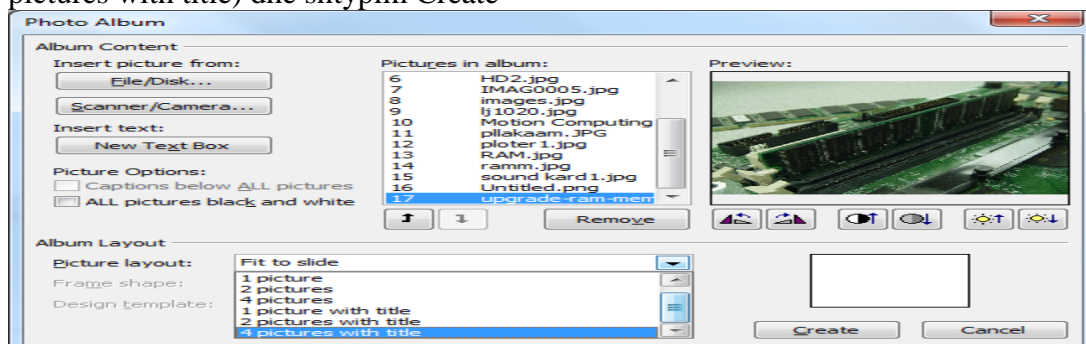 pictures with title) dhe shtypim Create
Photo Album
Album Content
Insert picture from:
File/Disk...
Scanner/Camera...
Insert text:
New Text Box
Picture Options:
Captions below ALL pictures
ALL pictures black and white
Pictures in album:
6 HD2.jpg
7 IMAG0005.jpg
8 images.jpg
9 lj1020.jpg
10 Motion Computing
11 pllakaam.JPG
12 ploter1.jpg
13 RAM.jpg
14 ramm.jpg
15 sound kard1.jpg
16 Untitled.png
17 upgrade-ram-mem
Remove
Preview:
Album Layout
Picture layout:
Fit to slide
1 picture
2 pictures
4 pictures
1 picture with title
2 pictures with title
4 pictures with title
Frame shape:
Design template:
Create
Cancel